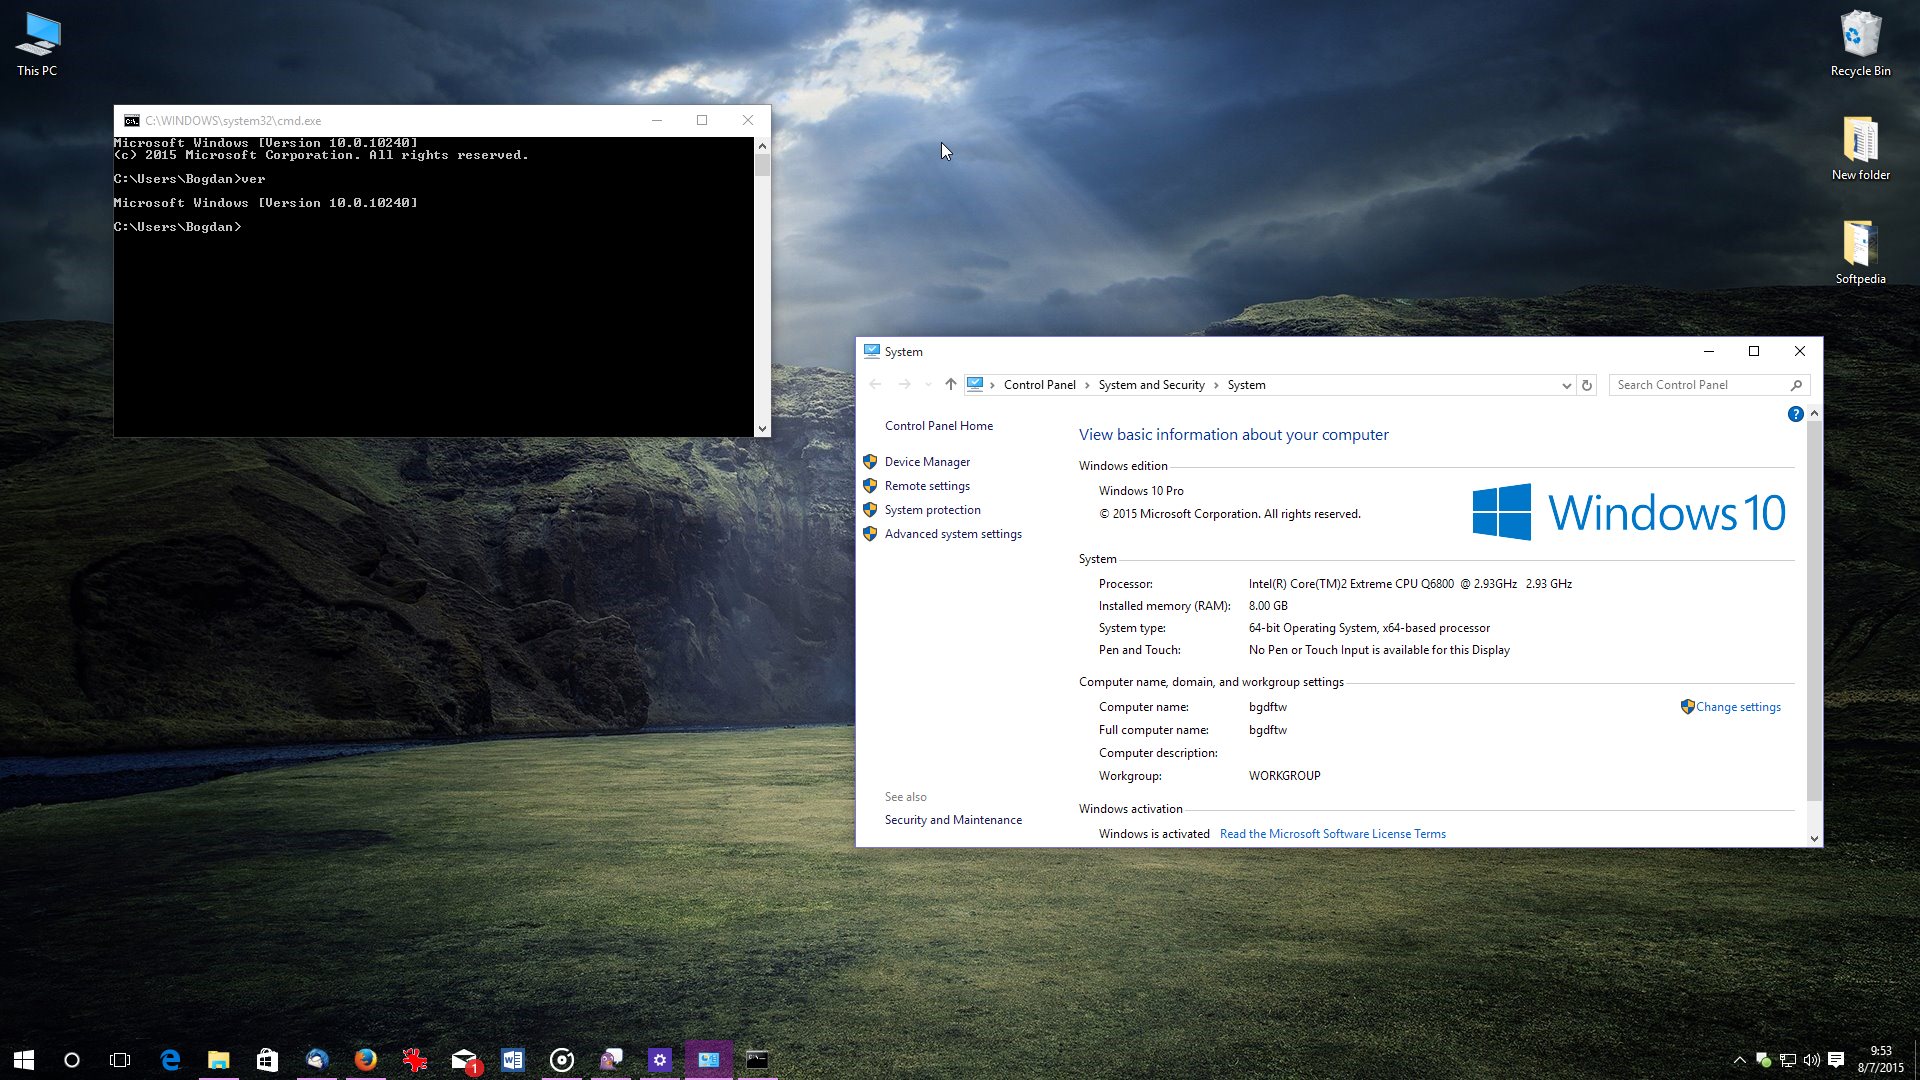 This PC
Recycle Bin
New folder
Softpedia
C:\WINDOWS\system32\cmd.exe
Microsoft Windows [Version 10.0.10240]
(c) 2015 Microsoft Corporation. All rights reserved.
C:\Users\Bogdan>ver
Microsoft Windows [Version 10.0.10240]
C:\Users\Bogdan>
System
Control Panel > System and Security > System
Search Control Panel
?
Control Panel Home
Device Manager
Remote settings
System protection
Advanced system settings
See also
Security and Maintenance
View basic information about your computer
Windows edition
Windows 10 Pro
© 2015 Microsoft Corporation. All rights reserved.
Windows 10
System
Processor: Intel(R) Core(TM)2 Extreme CPU Q6800 @ 2.93GHz 2.93 GHz
Installed memory (RAM): 8.00 GB
System type: 64-bit Operating System, x64-based processor
Pen and Touch: No Pen or Touch Input is available for this Display
Computer name, domain, and workgroup settings
Computer name: bgdftw
Change settings
Full computer name: bgdftw
Computer description:
Workgroup: WORKGROUP
Windows activation
Windows is activated Read the Microsoft Software License Terms
1
9:53
8/7/2015